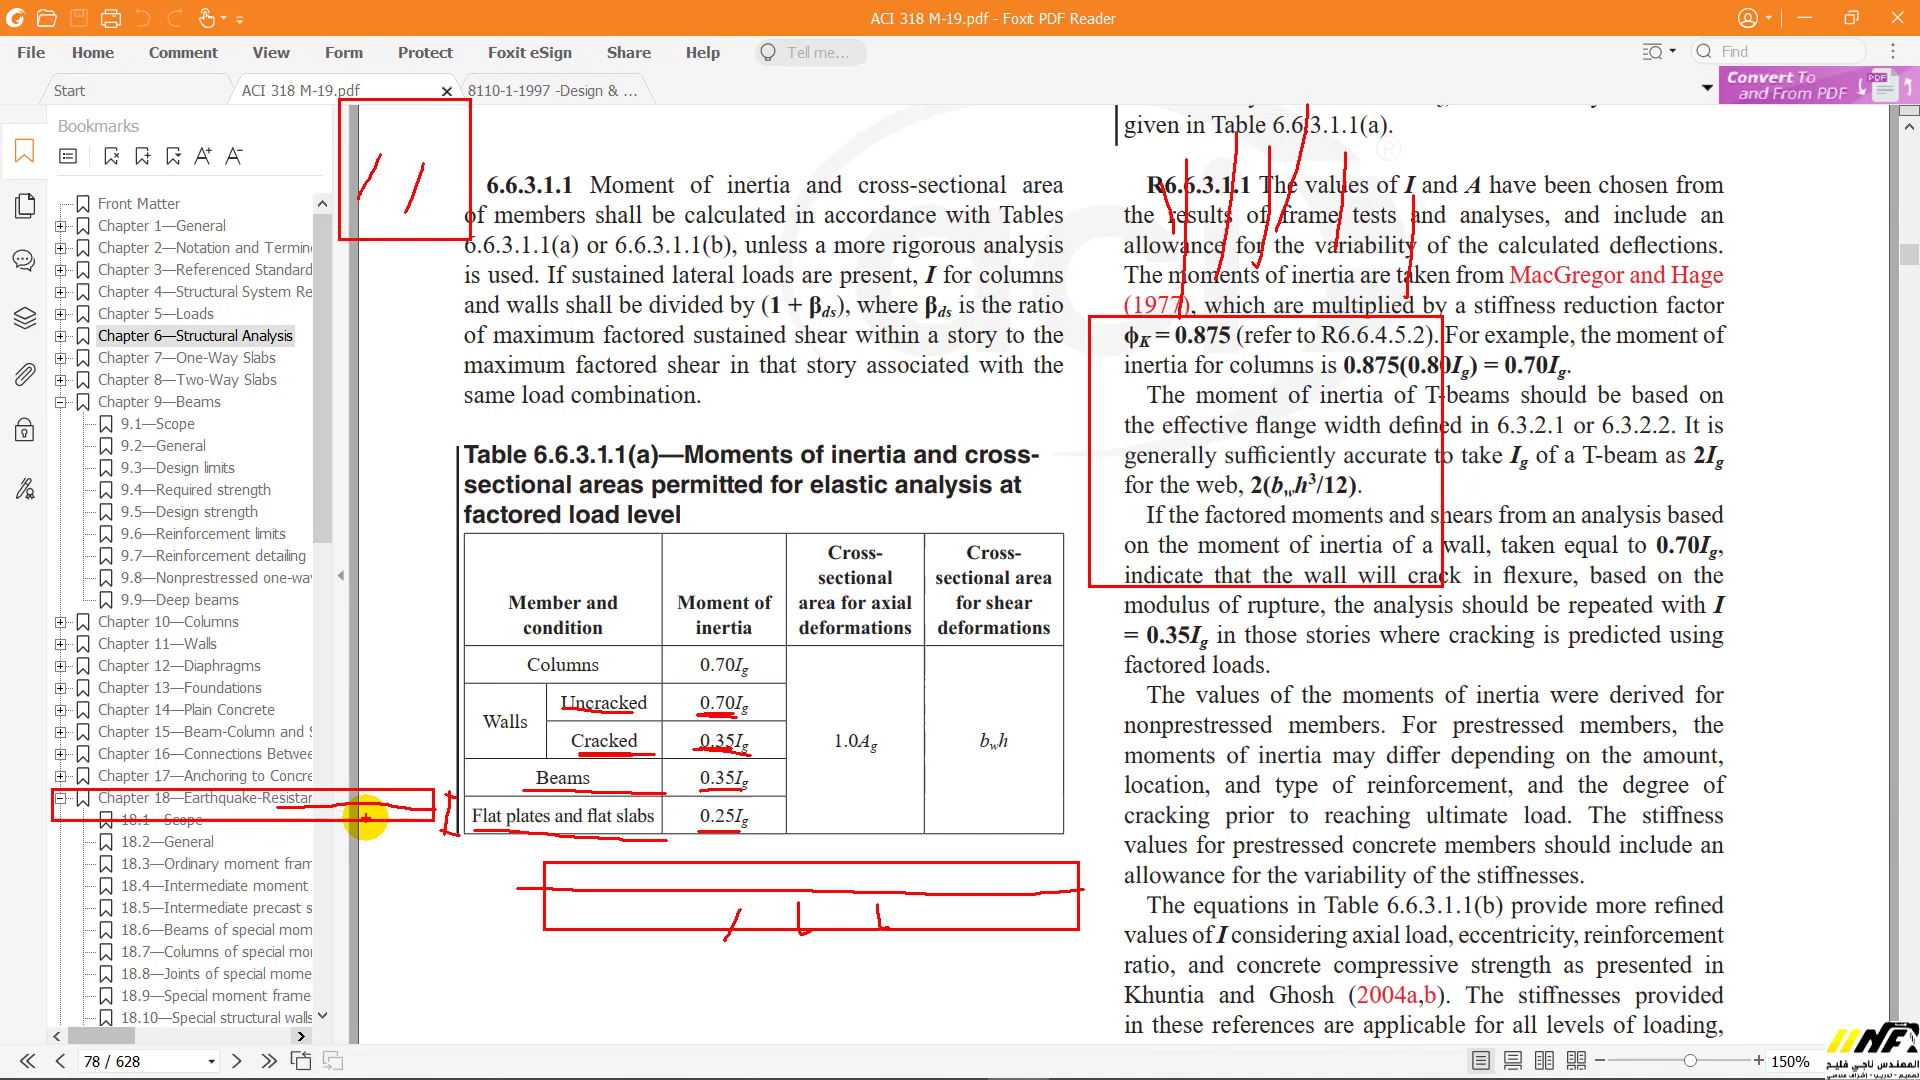 ACI 318 M-19.pdf - Foxit PDF Reader
File Home Comment View Form Protect Foxit eSign Share Help Tell me... Find
Start ACI 318 M-19.pdf 8110-1-1997 -Design & ...
Convert To and From PDF
PDF
Bookmarks
Front Matter
Chapter 1—General
Chapter 2—Notation and Termino
Chapter 3—Referenced Standard
Chapter 4—Structural System Re
Chapter 5—Loads
Chapter 6—Structural Analysis
Chapter 7—One-Way Slabs
Chapter 8—Two-Way Slabs
Chapter 9—Beams
9.1—Scope
9.2—General
9.3—Design limits
9.4—Required strength
9.5—Design strength
9.6—Reinforcement limits
9.7—Reinforcement detailing
9.8—Nonprestressed one-wa
9.9—Deep beams
Chapter 10—Columns
Chapter 11—Walls
Chapter 12—Diaphragms
Chapter 13—Foundations
Chapter 14—Plain Concrete
Chapter 15—Beam-Column and S
Chapter 16—Connections Betwee
Chapter 17—Anchoring to Concre
Chapter 18—Earthquake-Resistan
18.1—Scope
18.2—General
18.3—Ordinary moment fram
18.4—Intermediate moment
18.5—Intermediate precast s
18.6—Beams of special mom
18.7—Columns of special mo
18.8—Joints of special mome
18.9—Special moment frame
18.10—Special structural walls
6.6.3.1.1 Moment of inertia and cross-sectional area
of members shall be calculated in accordance with Tables
6.6.3.1.1(a) or 6.6.3.1.1(b), unless a more rigorous analysis
is used. If sustained lateral loads are present, I for columns
and walls shall be divided by (1 + βds), where βds is the ratio
of maximum factored sustained shear within a story to the
maximum factored shear in that story associated with the
same load combination.
Table 6.6.3.1.1(a)—Moments of inertia and cross-
sectional areas permitted for elastic analysis at
factored load level
Member and condition
Moment of inertia
Cross-sectional area for axial deformations
Cross-sectional area for shear deformations
Columns 0.70Ig
Walls Uncracked 0.70Ig
Cracked 0.35Ig 1.0Ag bwh
Beams 0.35Ig
Flat plates and flat slabs 0.25Ig
given in Table 6.6.3.1.1(a).
R6.6.3.1.1 The values of I and A have been chosen from
the results of frame tests and analyses, and include an
allowance for the variability of the calculated deflections.
The moments of inertia are taken from MacGregor and Hage
(1977), which are multiplied by a stiffness reduction factor
ϕK = 0.875 (refer to R6.6.4.5.2). For example, the moment of
inertia for columns is 0.875(0.80Ig) = 0.70Ig.
The moment of inertia of T-beams should be based on
the effective flange width defined in 6.3.2.1 or 6.3.2.2. It is
generally sufficiently accurate to take Ig of a T-beam as 2Ig
for the web, 2(bwh³/12).
If the factored moments and shears from an analysis based
on the moment of inertia of a wall, taken equal to 0.70Ig,
indicate that the wall will crack in flexure, based on the
modulus of rupture, the analysis should be repeated with I
= 0.35Ig in those stories where cracking is predicted using
factored loads.
The values of the moments of inertia were derived for
nonprestressed members. For prestressed members, the
moments of inertia may differ depending on the amount,
location, and type of reinforcement, and the degree of
cracking prior to reaching ultimate load. The stiffness
values for prestressed concrete members should include an
allowance for the variability of the stiffnesses.
The equations in Table 6.6.3.1.1(b) provide more refined
values of I considering axial load, eccentricity, reinforcement
ratio, and concrete compressive strength as presented in
Khuntia and Ghosh (2004a,b). The stiffnesses provided
in these references are applicable for all levels of loading,
78 / 628
150%
المهندس ناجي فليح